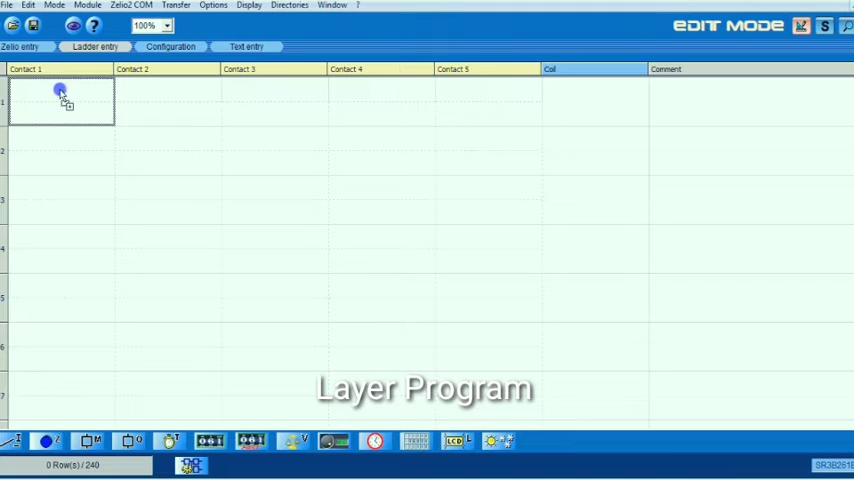 File Edit Mode Module Zelio2 COM Transfer Options Display Directories Window ?
? 100% EDIT MODE S
Zelio entry Ladder entry Configuration Text entry
Contact 1 Contact 2 Contact 3 Contact 4 Contact 5 Coil Comment
1
2
3
4
5
6
7
Layer Program
I Z M O T V LCD L
0 Row(s) / 240 SR3B261B